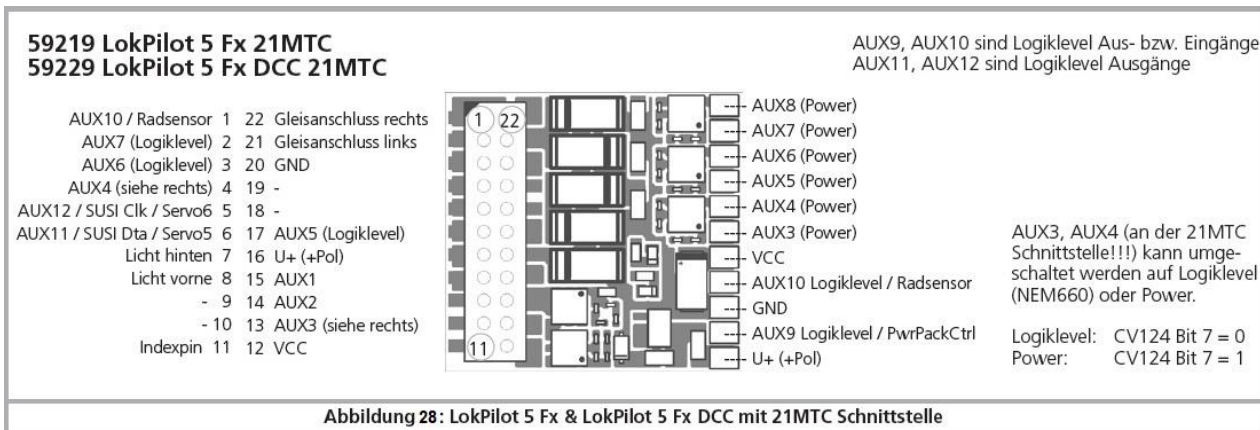 59219 LokPilot 5 Fx 21MTC
59229 LokPilot 5 Fx DCC 21MTC
AUX9, AUX10 sind Logiklevel Aus- bzw. Eingänge
AUX11, AUX12 sind Logiklevel Ausgänge
AUX10 / Radsensor 1 22 Gleisanschluss rechts
AUX7 (Logiklevel) 2 21 Gleisanschluss links
AUX6 (Logiklevel) 3 20 GND
AUX4 (siehe rechts) 4 19 -
AUX12 / SUSI Clk / Servo6 5 18 -
AUX11 / SUSI Dta / Servo5 6 17 AUX5 (Logiklevel)
Licht hinten 7 16 U+ (+Pol)
Licht vorne 8 15 AUX1
- 9 14 AUX2
- 10 13 AUX3 (siehe rechts)
Indexpin 11 12 VCC
1 22
11
AUX8 (Power)
AUX7 (Power)
AUX6 (Power)
AUX5 (Power)
AUX4 (Power)
AUX3 (Power)
VCC
AUX10 Logiklevel / Radsensor
GND
AUX9 Logiklevel / PwrPackCtrl
U+ (+Pol)
AUX3, AUX4 (an der 21MTC
Schnittstelle!!!) kann umge-
schaltet werden auf Logiklevel
(NEM660) oder Power.
Logiklevel: CV124 Bit 7 = 0
Power: CV124 Bit 7 = 1
Abbildung 28: LokPilot 5 Fx & LokPilot 5 Fx DCC mit 21MTC Schnittstelle